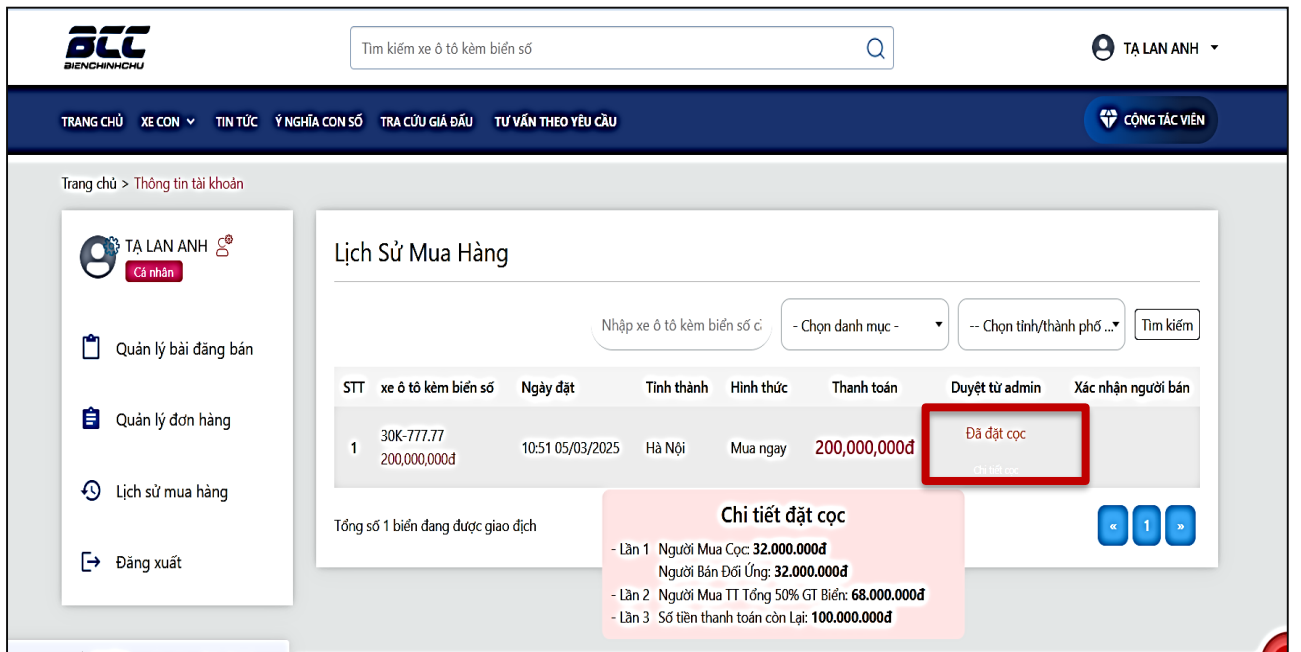 BCC
BIENCHINHCHU
Tìm kiếm xe ô tô kèm biển số
TẠ LAN ANH
TRANG CHỦ XE CON TIN TỨC Ý NGHĨA CON SỐ TRA CỨU GIÁ ĐẤU TƯ VẤN THEO YÊU CẦU
CỘNG TÁC VIÊN
Trang chủ > Thông tin tài khoản
TẠ LAN ANH
Cá nhân
Quản lý bài đăng bán
Quản lý đơn hàng
Lịch sử mua hàng
Đăng xuất
Lịch Sử Mua Hàng
Nhập xe ô tô kèm biển số c
- Chọn danh mục -
-- Chọn tỉnh/thành phố ...
Tìm kiếm
STT xe ô tô kèm biển số Ngày đặt Tỉnh thành Hình thức Thanh toán Duyệt từ admin Xác nhận người bán
1 30K-777.77 10:51 05/03/2025 Hà Nội Mua ngay 200,000,000đ Đã đặt cọc
200,000,000đ
Chi tiết cọc
Tổng số 1 biển đang được giao dịch
« 1 »
Chi tiết đặt cọc
- Lần 1 Người Mua Cọc: 32.000.000đ
Người Bán Đối Ứng: 32.000.000đ
- Lần 2 Người Mua TT Tổng 50% GT Biển: 68.000.000đ
- Lần 3 Số tiền thanh toán còn Lại: 100.000.000đ